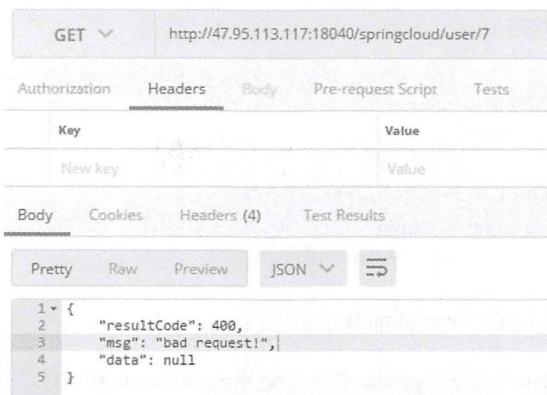 GET http://47.95.113.117:18040/springcloud/user/7
Authorization Headers Body Pre-request Script Tests
Key Value
New key Value
Body Cookies Headers (4) Test Results
Pretty Raw Preview JSON
1 {
2 "resultCode": 400,
3 "msg": "bad request!",
4 "data": null
5 }